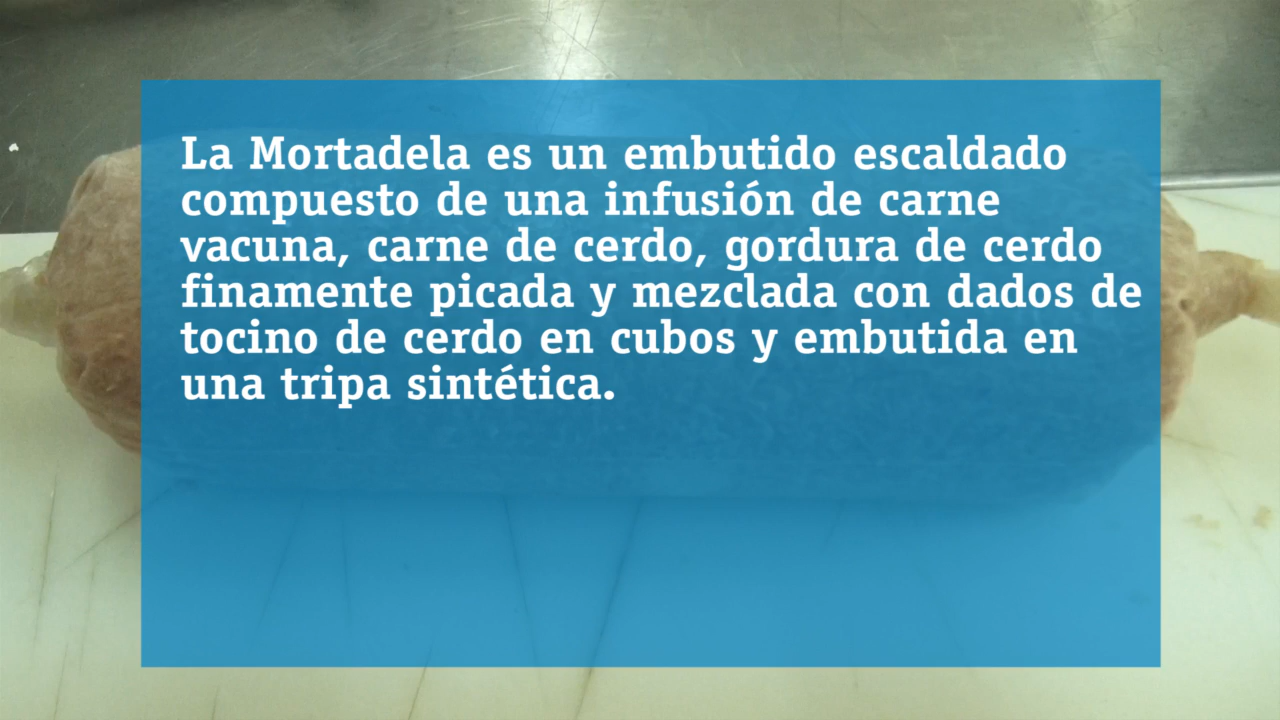 La Mortadela es un embutido escaldado
compuesto de una infusión de carne
vacuna, carne de cerdo, gordura de cerdo
finamente picada y mezclada con dados de
tocino de cerdo en cubos y embutida en
una tripa sintética.